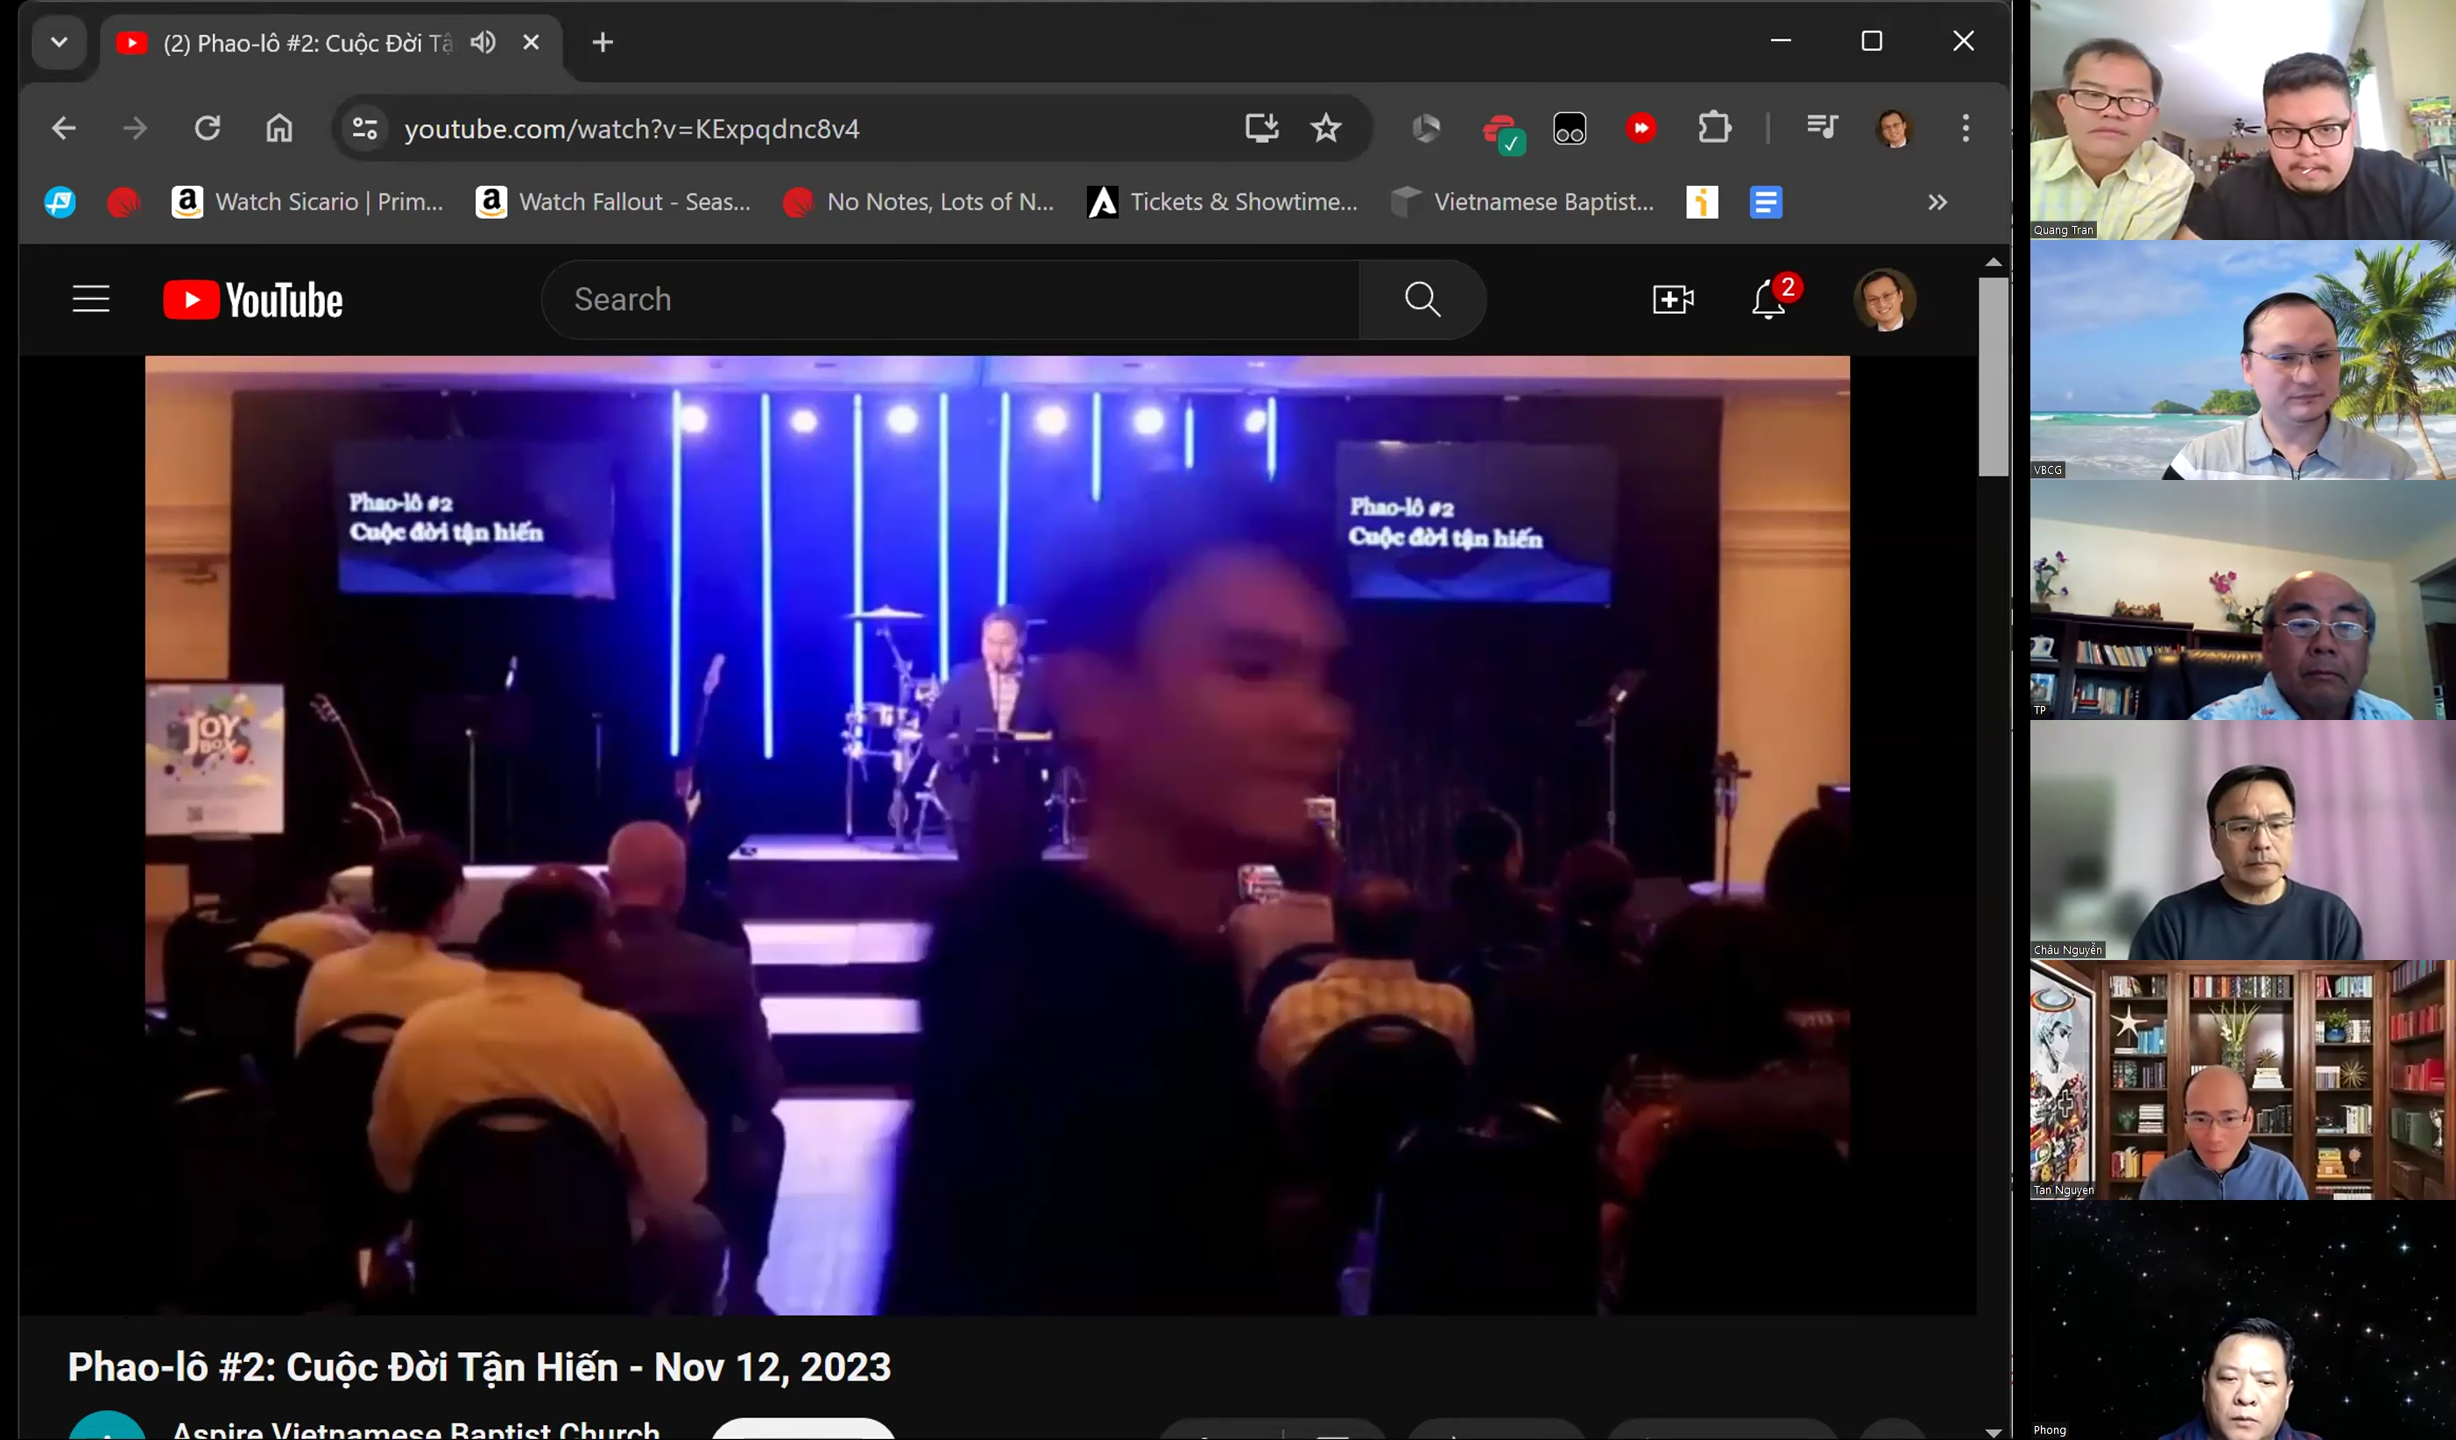 (2) Phao-lô #2: Cuộc Đời Tậ
youtube.com/watch?v=KExpqdnc8v4
Watch Sicario | Prim...
Watch Fallout - Seas...
No Notes, Lots of N...
Tickets & Showtime...
Vietnamese Baptist...
YouTube
Search
2
Phao-lô #2
Cuộc đời tận hiến
Phao-lô #2
Cuộc đời tận hiến
JOY
BOX
Phao-lô #2: Cuộc Đời Tận Hiến - Nov 12, 2023
Aspire Vietnamese Baptist Church
Quang Tran
VBCG
TP
Châu Nguyễn
Tan Nguyen
Phong